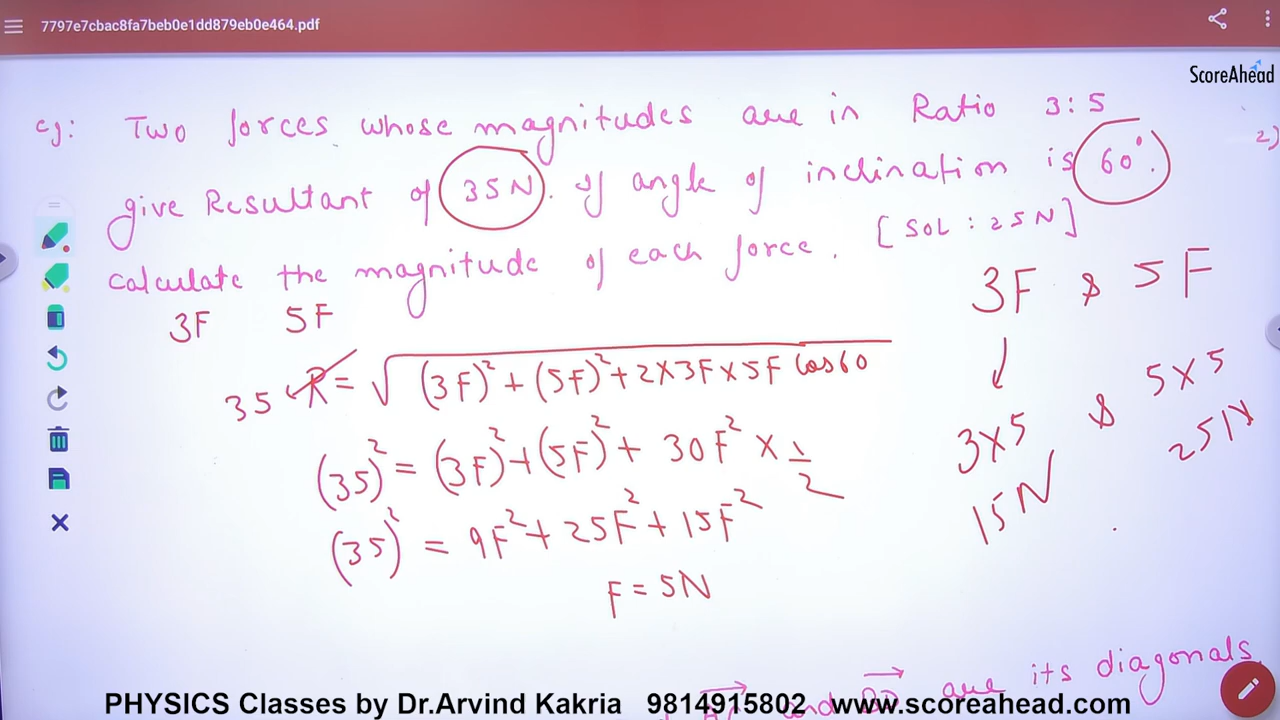 7797e7cbac8fa7beb0e1dd879eb0e464.pdf
ScoreAhead
eg: Two forces whose magnitudes are in Ratio 3:5
2)
give Resultant of 35N. If angle of inclination is 60°.
calculate the magnitude of each force. [Sol: 25N]
3F 5F
3F & 5F
35 R = √(3F)² + (5F)² + 2×3F×5F Cos60
(35)² = (3F)² + (5F)² + 30F² × 1/2
3×5 & 5×5
(35)² = 9F² + 25F² + 15F²
15N
F = 5N
and are its diagonals
PHYSICS Classes by Dr.Arvind Kakria 9814915802 www.scoreahead.com